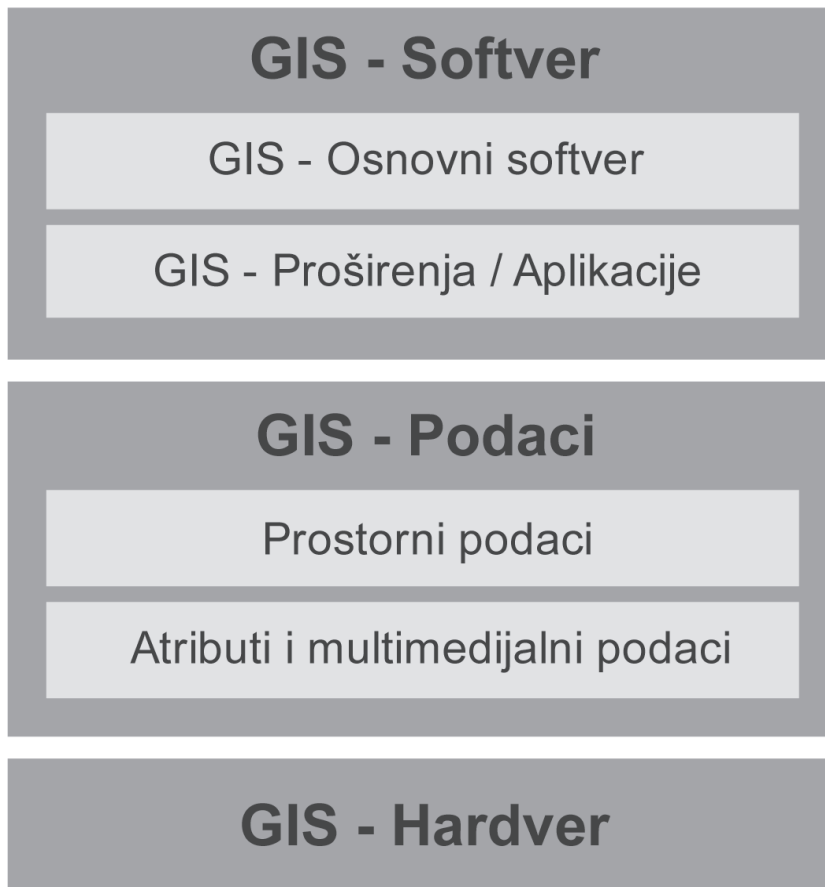 GIS - Softver
GIS - Osnovni softver
GIS - Proširenja / Aplikacije
GIS - Podaci
Prostorni podaci
Atributi i multimedijalni podaci
GIS - Hardver